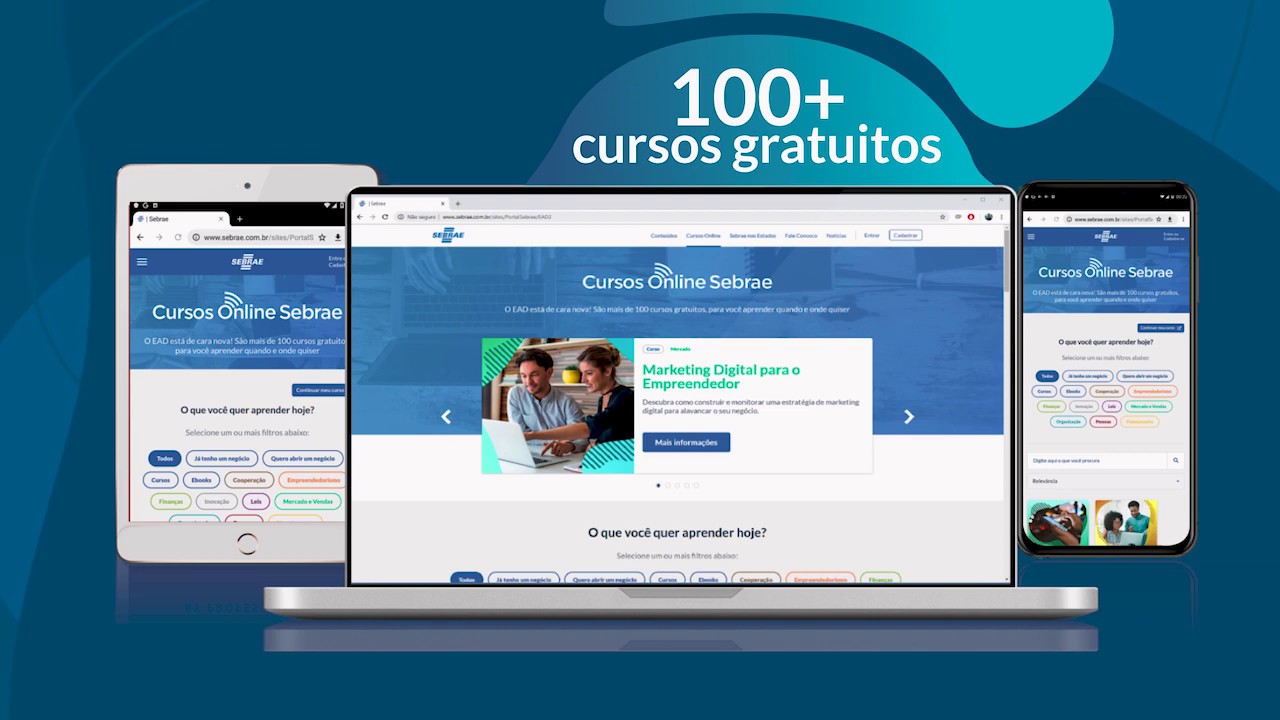 100+
cursos gratuitos
| Sebrae
www.sebrae.com.br/sites/PortalS
SEBRAE
Cursos Online Sebrae
O EAD está de cara nova! São mais de 100 cursos gratuito
para você aprender quando e onde quiser
Continuar meu curso
O que você quer aprender hoje?
Selecione um ou mais filtros abaixo:
Todos
Já tenho um negócio
Quero abrir um negócio
Cursos
Ebooks
Cooperação
Empreendedorismo
Finanças
Inovação
Leis
Mercado e Vendas
| Sebrae
Não seguro | www.sebrae.com.br/sites/PortalSebrae/EAD2
SEBRAE
Conteúdos
Cursos Online
Sebrae nos Estados
Fale Conosco
Notícias
Entrar
Cadastrar
Cursos Online Sebrae
O EAD está de cara nova! São mais de 100 cursos gratuitos, para você aprender quando e onde quiser
Curso
Mercado
Marketing Digital para o
Empreendedor
Descubra como construir e monitorar uma estratégia de marketing
digital para alavancar o seu negócio.
Mais informações
O que você quer aprender hoje?
Selecione um ou mais filtros abaixo:
Todos
Já tenho um negócio
Quero abrir um negócio
Cursos
Ebooks
Cooperação
Empreendedorismo
Finanças
www.sebrae.com.br/sites/PortalSe
SEBRAE
Entre ou
Cadastre-se
Cursos Online Sebrae
O EAD está de cara nova! São mais de 100 cursos gratuitos,
para você aprender quando e onde quiser
Continuar meu curso
O que você quer aprender hoje?
Selecione um ou mais filtros abaixo:
Todos
Já tenho um negócio
Quero abrir um negócio
Cursos
Ebooks
Cooperação
Empreendedorismo
Finanças
Inovação
Leis
Mercado e Vendas
Organização
Pessoas
Planejamento
Digite aqui o que você procura
Relevância